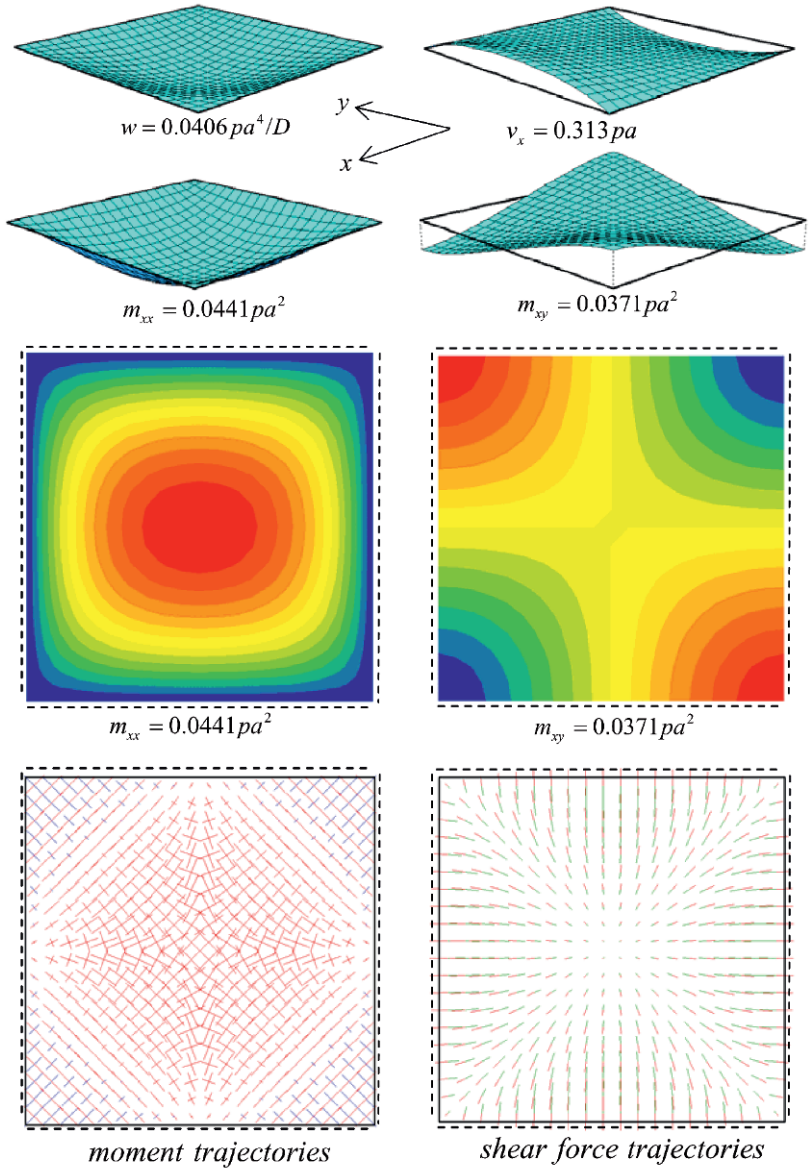 w = 0.0406 pa⁴/D
y
x
vₓ = 0.313 pa
mₓₓ = 0.0441 pa²
mₓᵧ = 0.0371 pa²
mₓₓ = 0.0441 pa²
mₓᵧ = 0.0371 pa²
moment trajectories
shear force trajectories